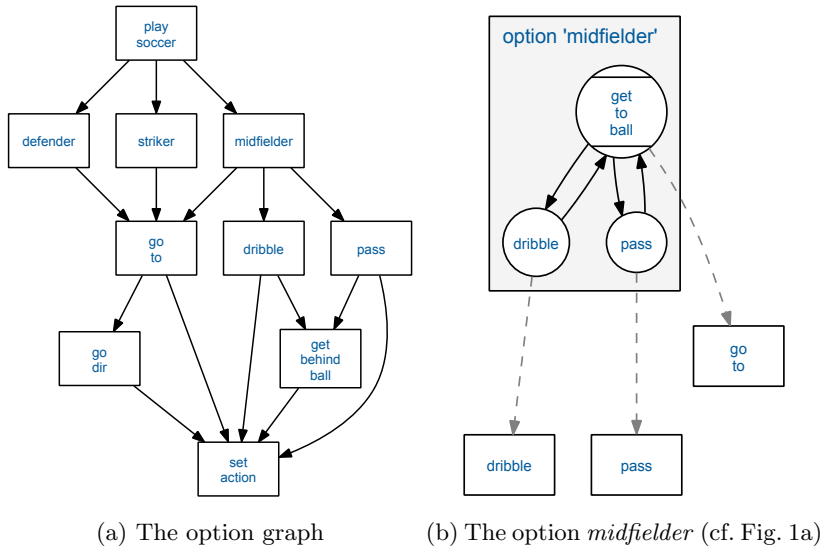 play
soccer
defender
striker
midfielder
go
to
dribble
pass
go
dir
get
behind
ball
set
action
(a) The option graph
option 'midfielder'
get
to
ball
dribble
pass
go
to
dribble
pass
(b) The option midfielder (cf. Fig. 1a)